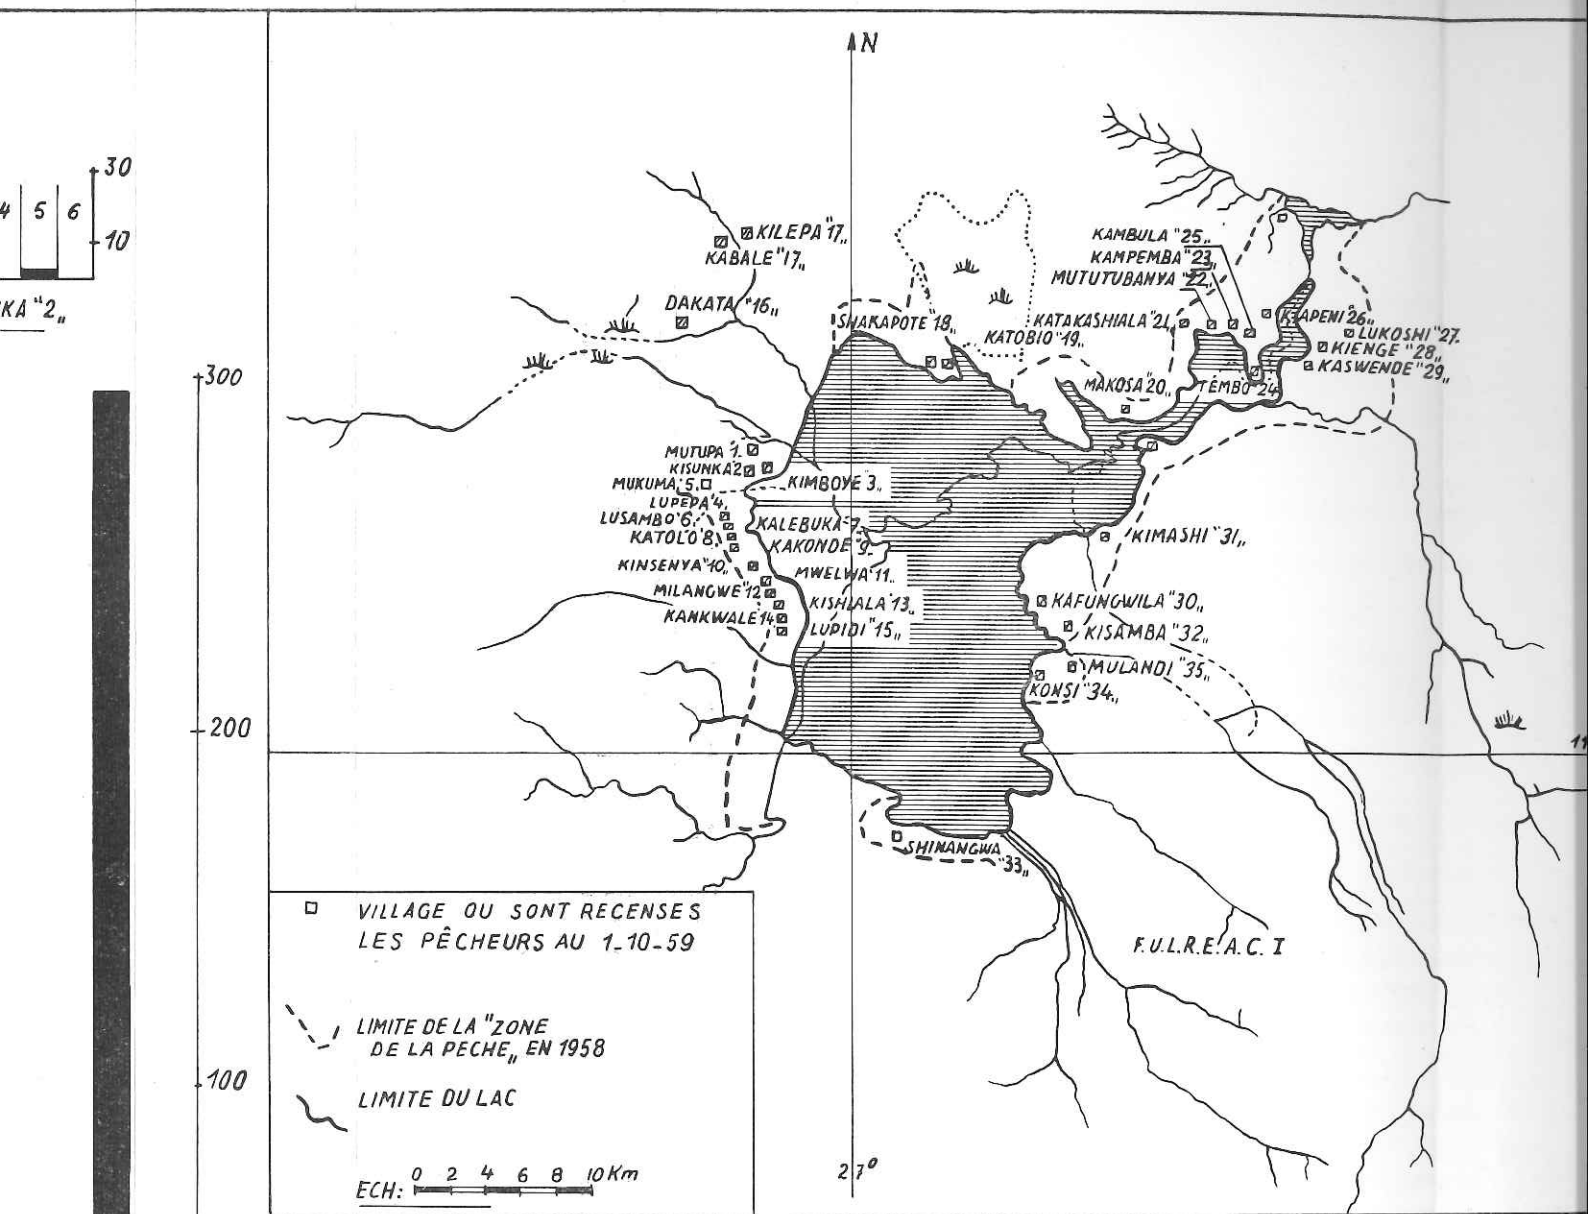 N
30
4 5 6
10
KA "2„
300
200
100
KILEPA "17„
KABALE "17„
DAKATA "16„
SHAKAPOTE "18„
KATOBIO "19„
MAKOSA "20„
KATAKASHIALA "21„
KAMBULA "25„
KAMPEMBA "23„
MUTUTUBANYA "22„
KIAPENI "26„
LUKOSHI "27„
KIENGE "28„
KASWENDE "29„
TEMBO "24
MUTUPA "1„
KISUNKA "2
MUKUMA "5„
KIMBOYE 3„
LUPEPA "4„
LUSAMBO "6„
KALEBUKA "7„
KATOLO "8„
KAKONDE "9„
KINSENYA "10„
MWELWA "11„
MILANGWE "12
KISHIALA "13„
KANKWALE 14
LUPIDI "15„
KIMASHI "31„
KAFUNGWILA "30„
KISAMBA "32„
MULANDI "35„
KONSI "34„
SHINANGWA
"33„
F.U.L.R.E.A.C. I
27°
VILLAGE OU SONT RECENSES
LES PÊCHEURS AU 1-10-59
LIMITE DE LA "ZONE
DE LA PECHE„ EN 1958
LIMITE DU LAC
ECH: 0 2 4 6 8 10 Km